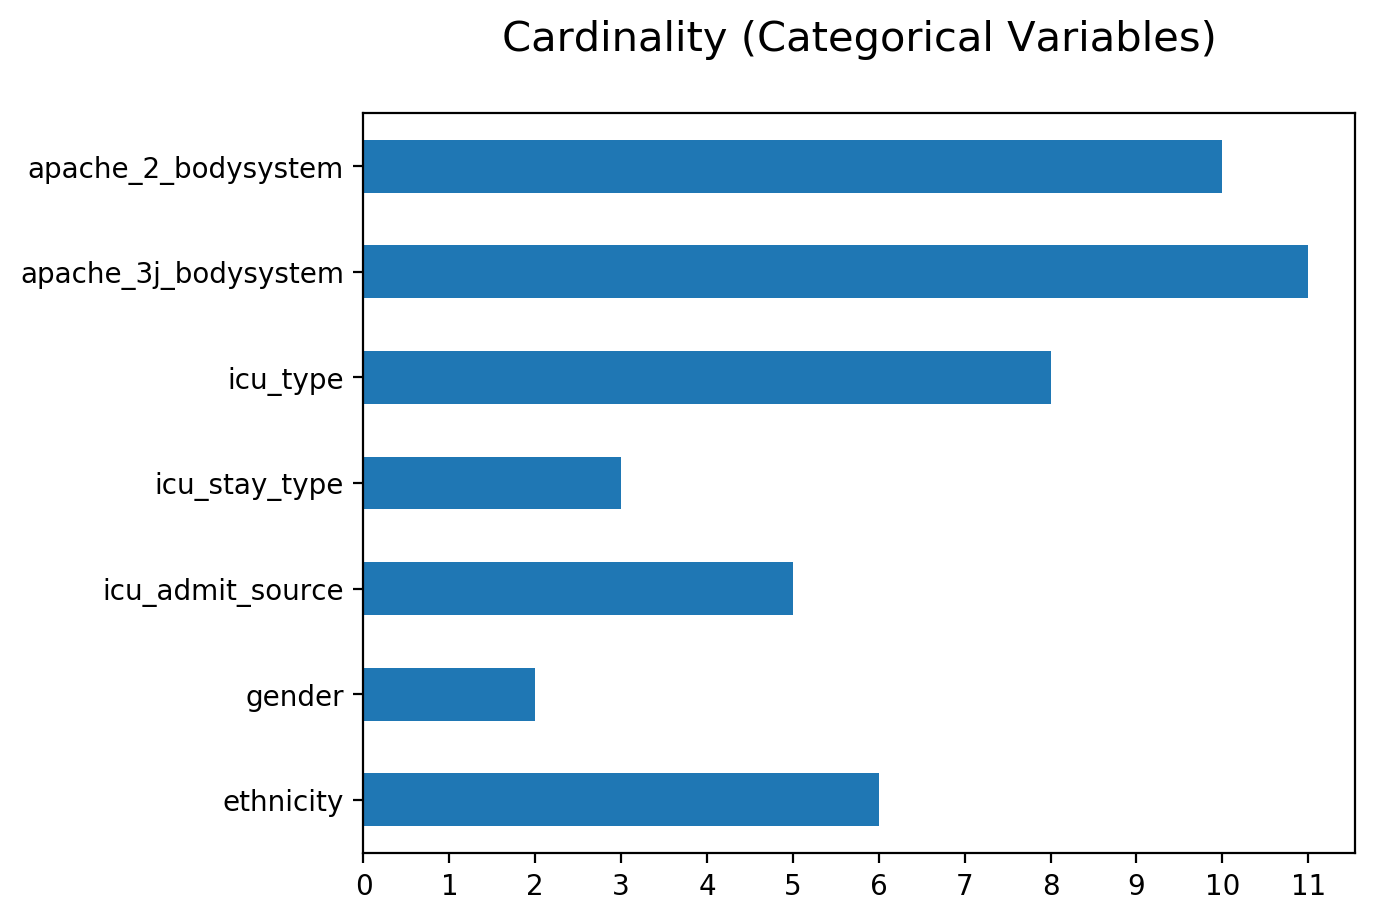 Cardinality (Categorical Variables)
apache_2_bodysystem
apache_3j_bodysystem
icu_type
icu_stay_type
icu_admit_source
gender
ethnicity
0 1 2 3 4 5 6 7 8 9 10 11